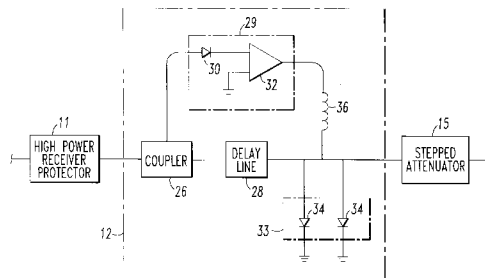 29
30
32
36
11
15
HIGH POWER
RECEIVER
PROTECTOR
COUPLER
DELAY
LINE
STEPPED
ATTENUATOR
26
28
34
34
33
12